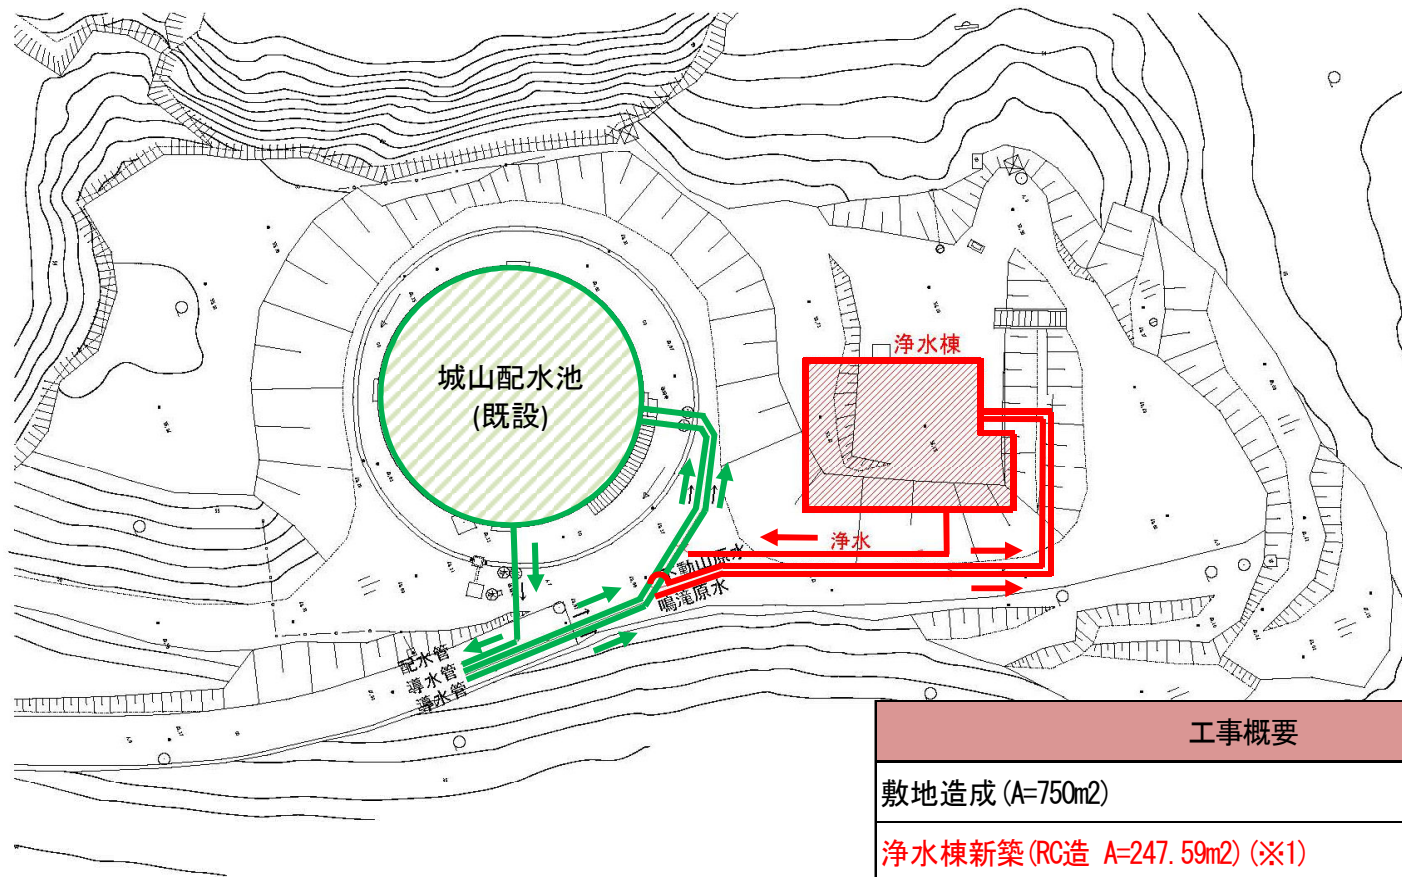 浄水棟
城山配水池
(既設)
浄水
不動山原水
鳴滝原水
配水管
導水管
導水管
工事概要
敷地造成(A=750m2)
浄水棟新築(RC造 A=247.59m2)(※1)